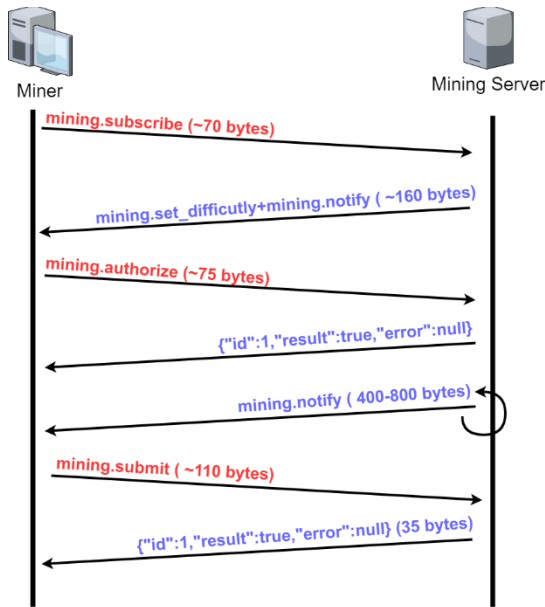 Miner
Mining Server
mining.subscribe (~70 bytes)
mining.set_difficutly+mining.notify ( ~160 bytes)
mining.authorize (~75 bytes)
{"id":1,"result":true,"error":null}
mining.notify ( 400-800 bytes)
mining.submit ( ~110 bytes)
{"id":1,"result":true,"error":null} (35 bytes)